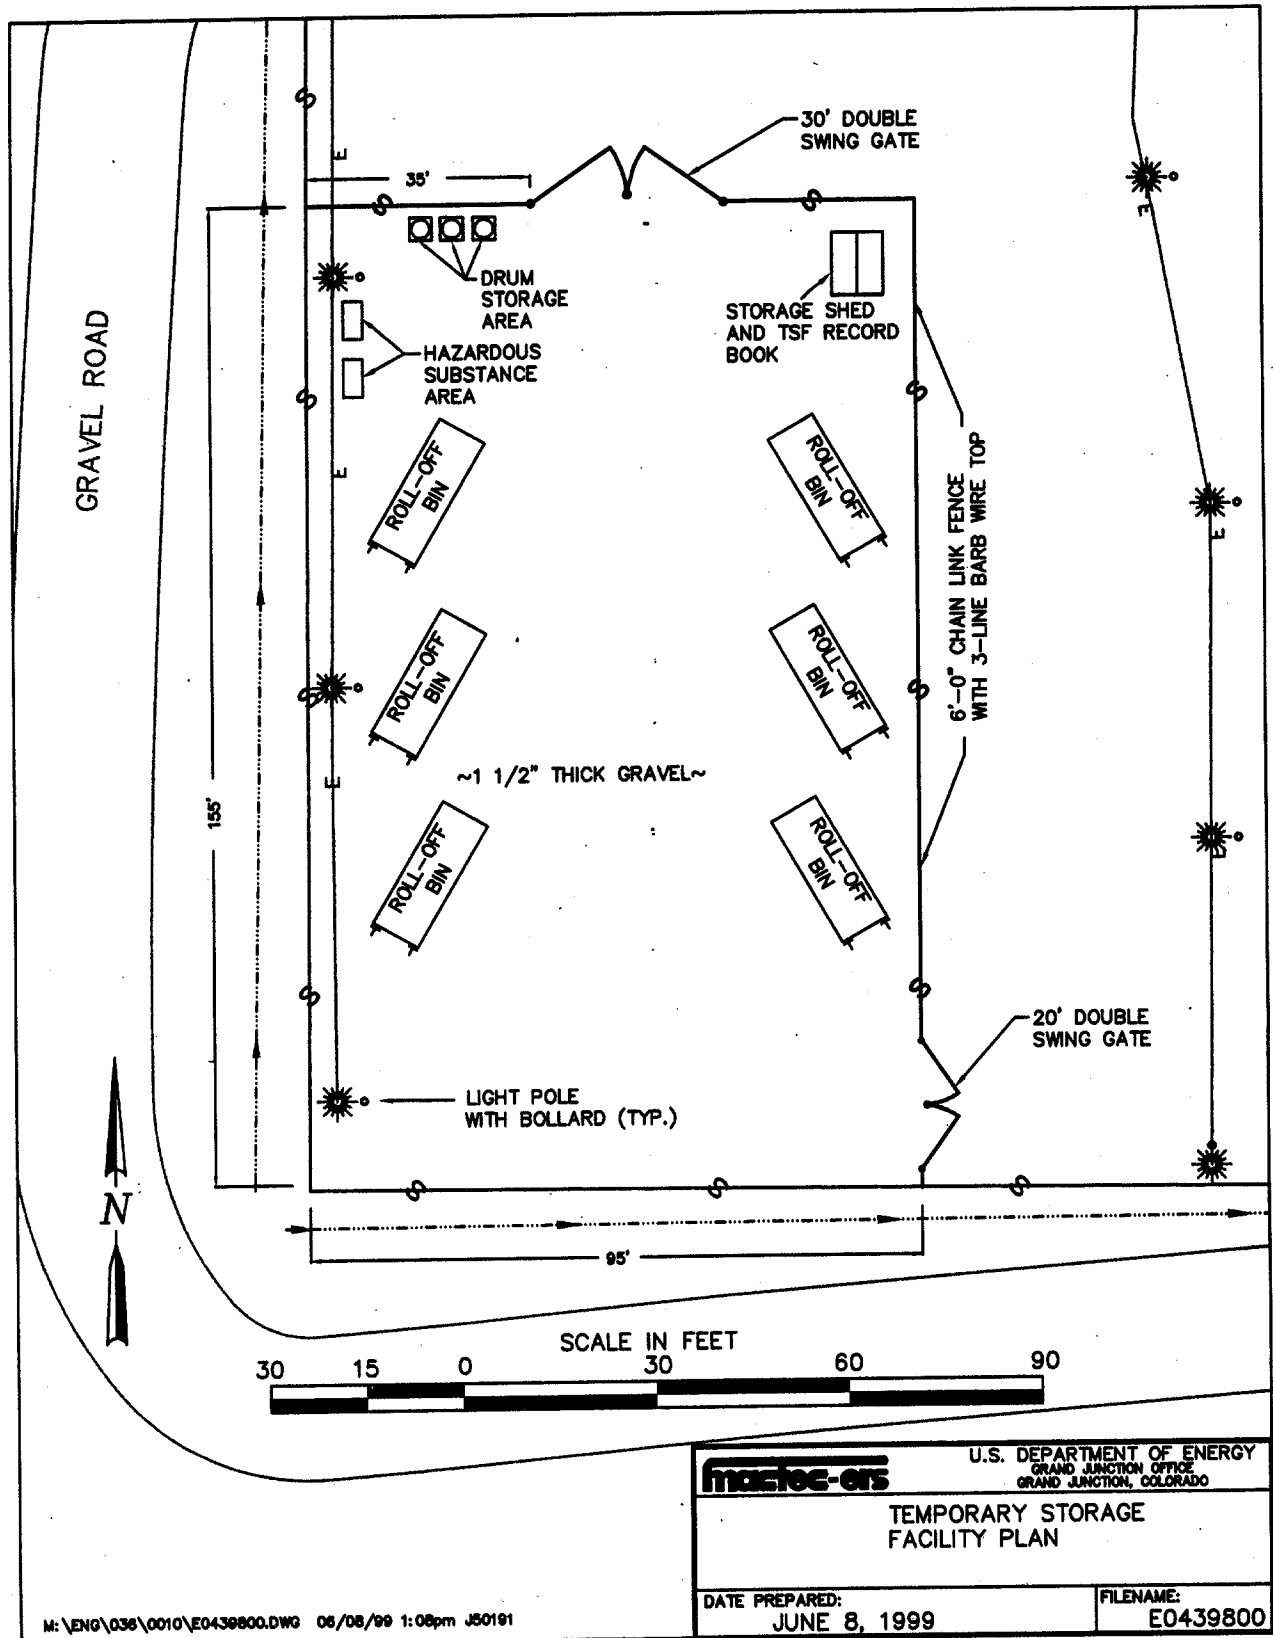 30' DOUBLE
SWING GATE
E
S
35'
S
S
E
DRUM
STORAGE
AREA
STORAGE SHED
AND TSF RECORD
BOOK
HAZARDOUS
SUBSTANCE
AREA
GRAVEL ROAD
S
S
E
E
ROLL-OFF
BIN
ROLL-OFF
BIN
6'-0" CHAIN LINK FENCE
WITH 3-LINE BARB WIRE TOP
E
ROLL-OFF
BIN
ROLL-OFF
BIN
S
S
~1 1/2" THICK GRAVEL~
E
155'
ROLL-OFF
BIN
ROLL-OFF
BIN
E
S
S
20' DOUBLE
SWING GATE
LIGHT POLE
WITH BOLLARD (TYP.)
S
S
S
N
95'
SCALE IN FEET
30 15 0 30 60 90
mactec-ers
U.S. DEPARTMENT OF ENERGY
GRAND JUNCTION OFFICE
GRAND JUNCTION, COLORADO
TEMPORARY STORAGE
FACILITY PLAN
DATE PREPARED:
JUNE 8, 1999
FILENAME:
E0439800
M:\ENG\036\0010\E0439800.DWG 06/08/99 1:08pm J50191